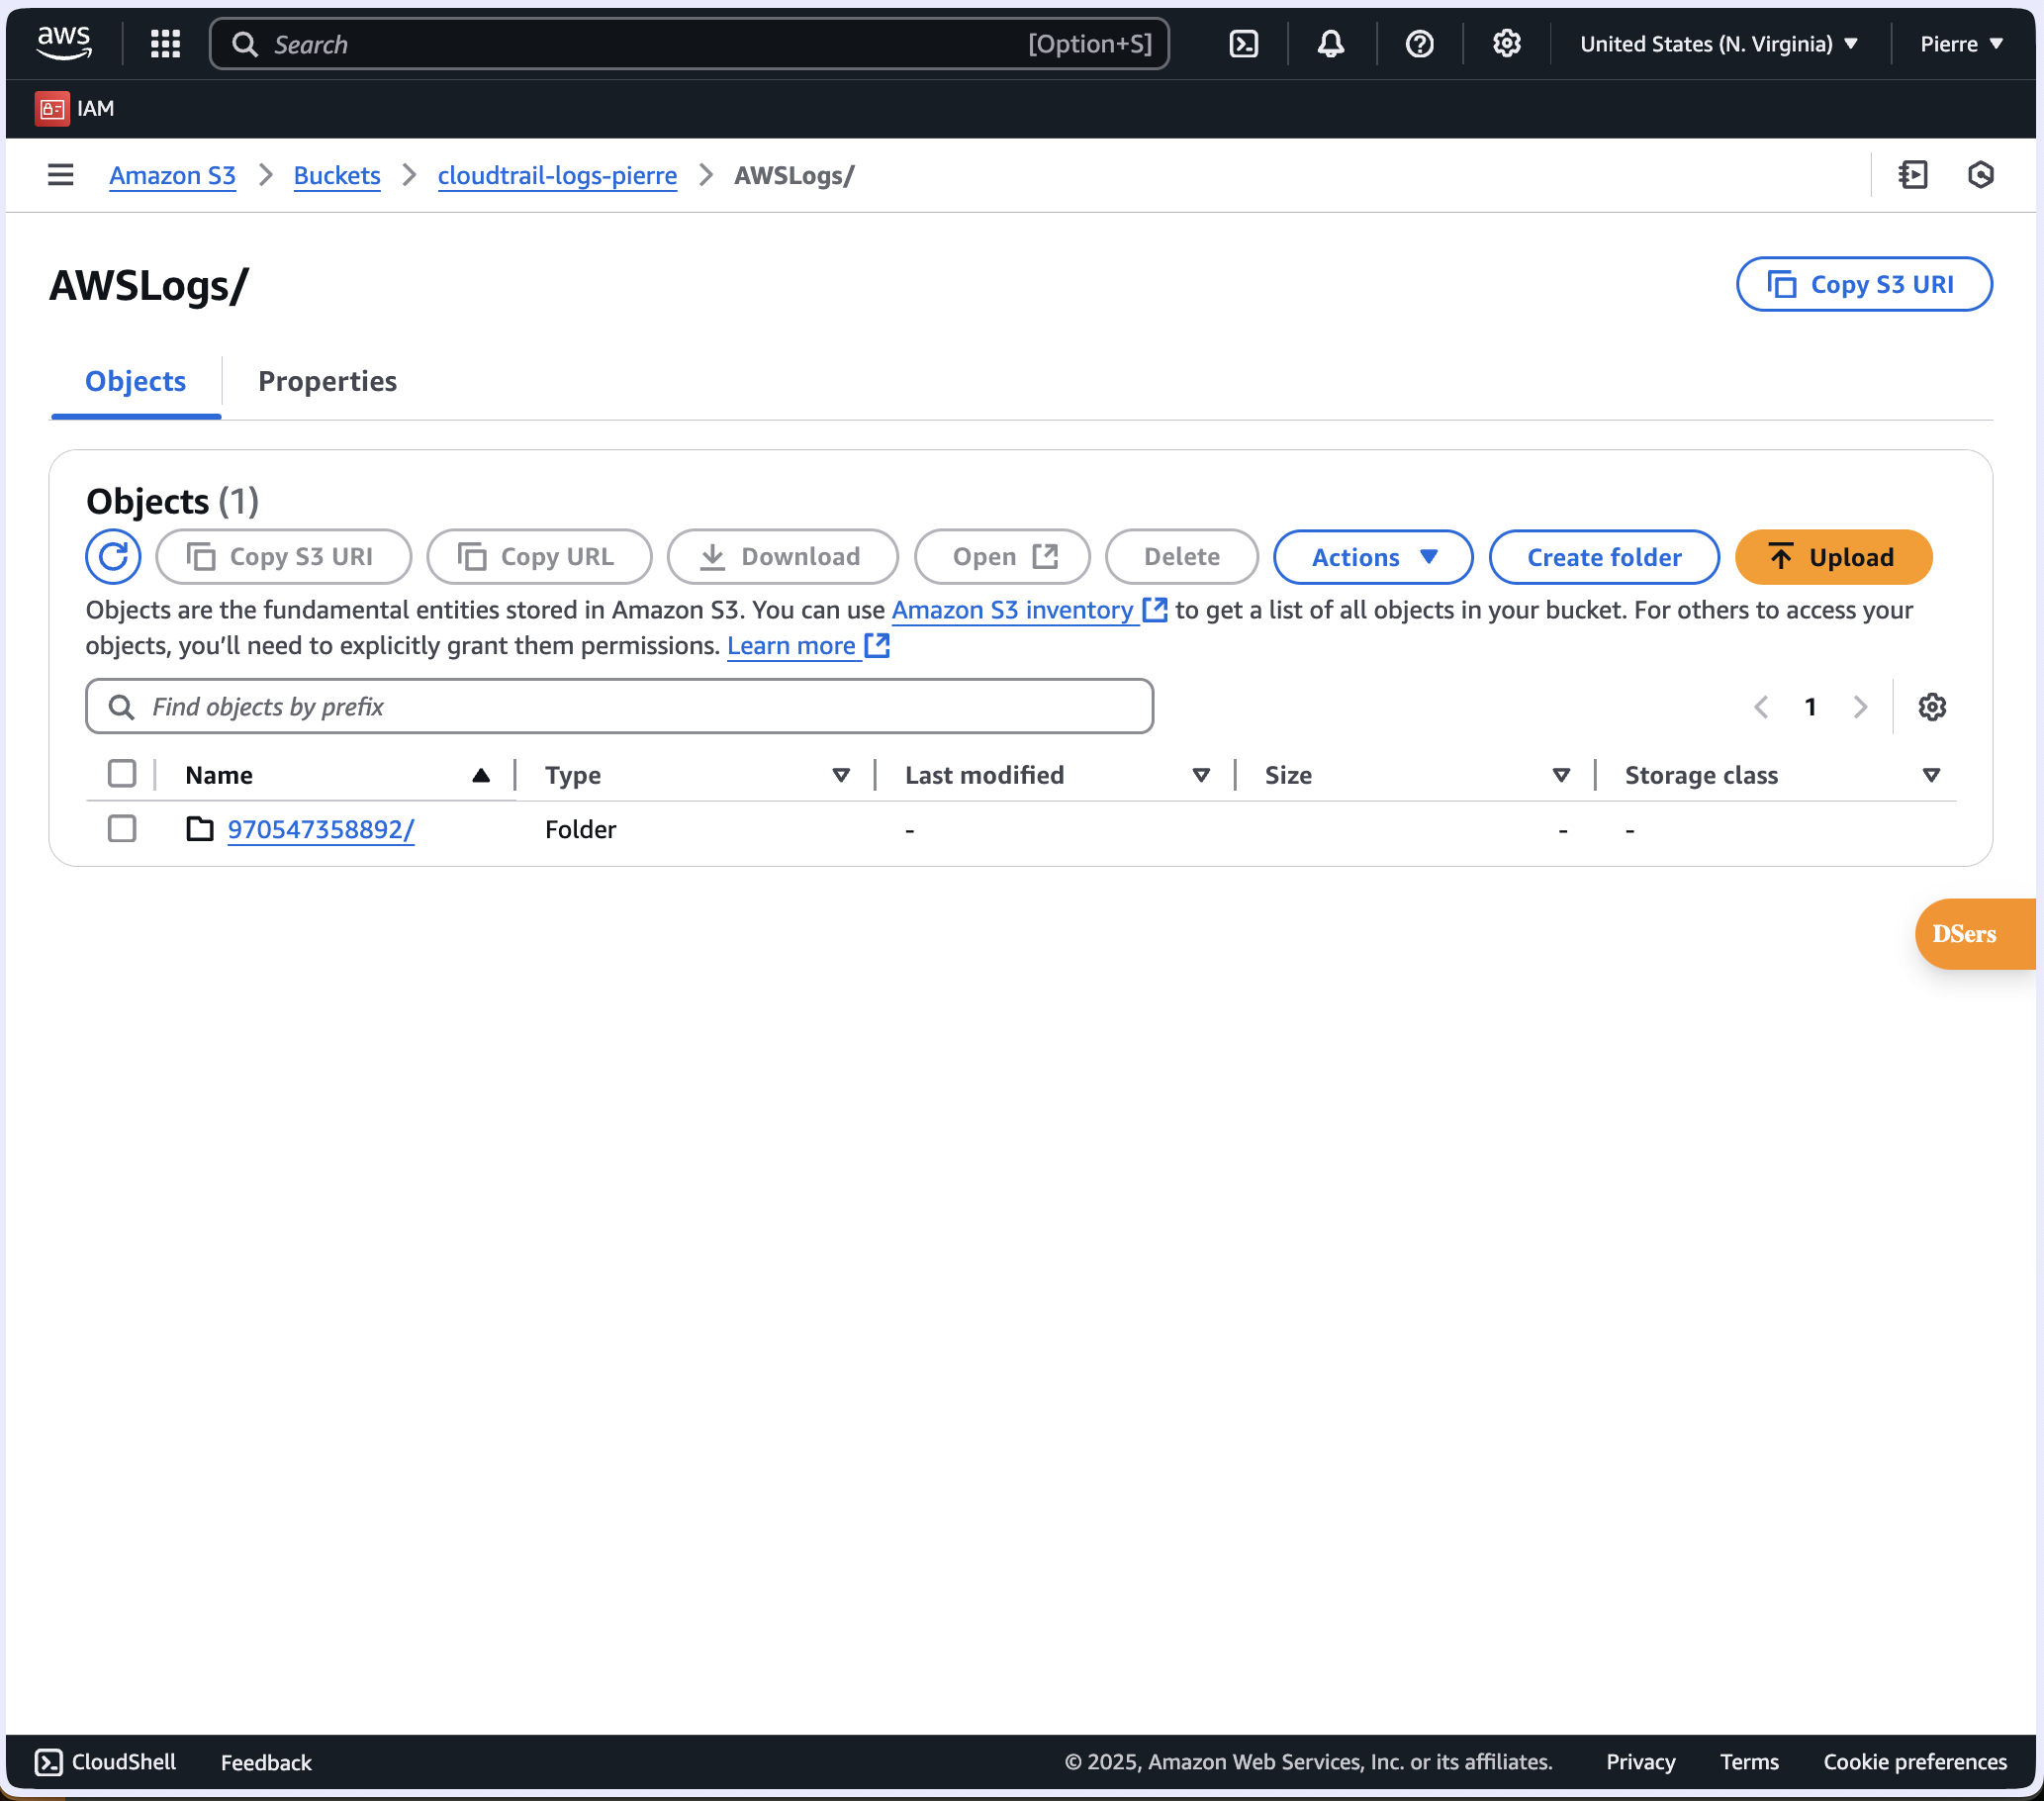 aws Search [Option+S] United States (N. Virginia) Pierre
IAM
Amazon S3 Buckets cloudtrail-logs-pierre AWSLogs/
AWSLogs/
Copy S3 URI
Objects Properties
Objects (1)
Copy S3 URI Copy URL Download Open Delete Actions Create folder Upload
Objects are the fundamental entities stored in Amazon S3. You can use Amazon S3 inventory to get a list of all objects in your bucket. For others to access your
objects, you’ll need to explicitly grant them permissions. Learn more
Find objects by prefix 1
Name Type Last modified Size Storage class
970547358892/ Folder - - -
DSers
CloudShell Feedback © 2025, Amazon Web Services, Inc. or its affiliates. Privacy Terms Cookie preferences